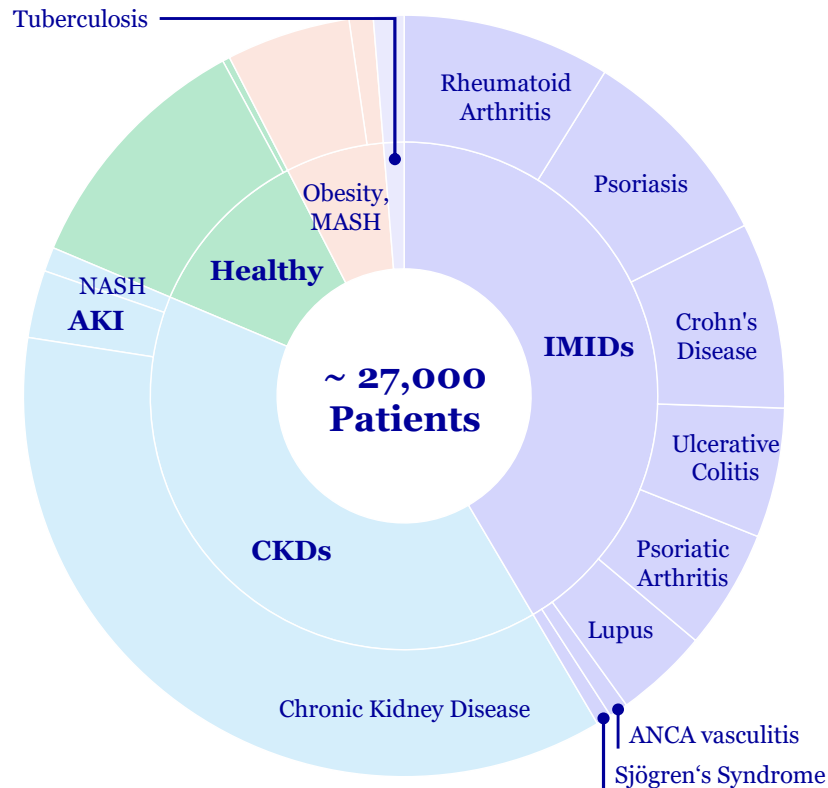 Tuberculosis
Rheumatoid
Arthritis
Psoriasis
Obesity,
MASH
Healthy
NASH
AKI
IMIDs
Crohn's
Disease
~ 27,000
Patients
Ulcerative
Colitis
CKDs
Psoriatic
Arthritis
Lupus
Chronic Kidney Disease
ANCA vasculitis
Sjögren‘s Syndrome